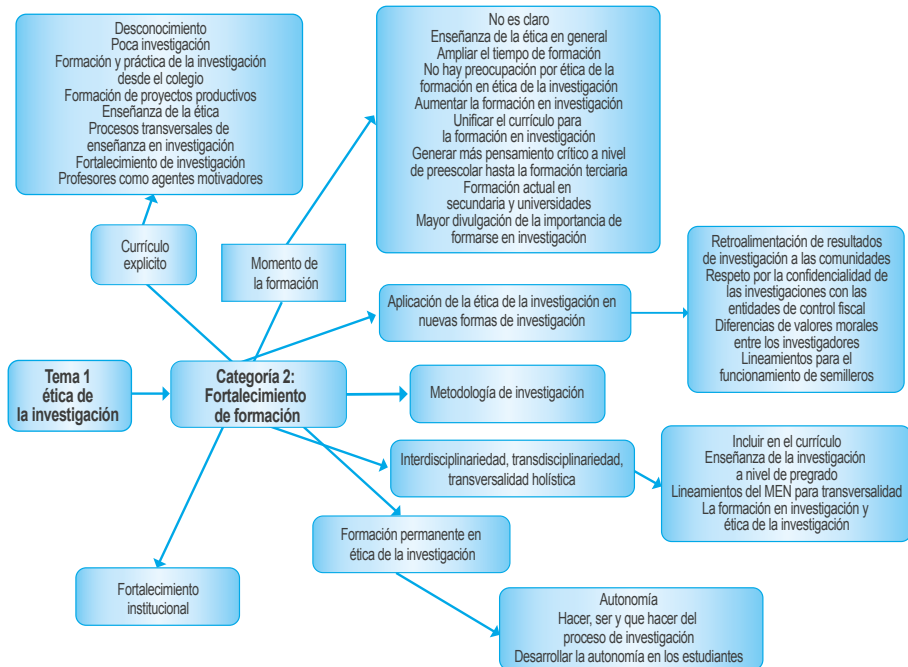 Desconocimiento
Poca investigación
Formación y práctica de la investigación
desde el colegio
Formación de proyectos productivos
Enseñanza de la ética
Procesos transversales de
enseñanza en investigación
Fortalecimiento de investigación
Profesores como agentes motivadores
No es claro
Enseñanza de la ética en general
Ampliar el tiempo de formación
No hay preocupación por ética de la
formación en ética de la investigación
Aumentar la formación en investigación
Unificar el currículo para
la formación en investigación
Generar más pensamiento crítico a nivel
de preescolar hasta la formación terciaria
Formación actual en
secundaria y universidades
Mayor divulgación de la importancia de
formarse en investigación
Currículo
explicito
Momento de
la formación
Aplicación de la ética de la investigación en
nuevas formas de investigación
Retroalimentación de resultados
de investigación a las comunidades
Respeto por la confidencialidad de
las investigaciones con las
entidades de control fiscal
Diferencias de valores morales
entre los investigadores
Lineamientos para el
funcionamiento de semilleros
Tema 1
ética de
la investigación
Categoría 2:
Fortalecimiento
de formación
Metodología de investigación
Interdisciplinariedad, transdisciplinariedad,
transversalidad holística
Incluir en el currículo
Enseñanza de la investigación
a nivel de pregrado
Lineamientos del MEN para transversalidad
La formación en investigación y
ética de la investigación
Formación permanente en
ética de la investigación
Fortalecimiento
institucional
Autonomía
Hacer, ser y que hacer del
proceso de investigación
Desarrollar la autonomía en los estudiantes